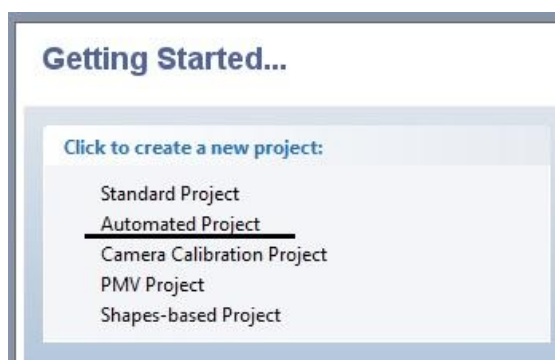 Getting Started...
Click to create a new project:
Standard Project
Automated Project
Camera Calibration Project
PMV Project
Shapes-based Project